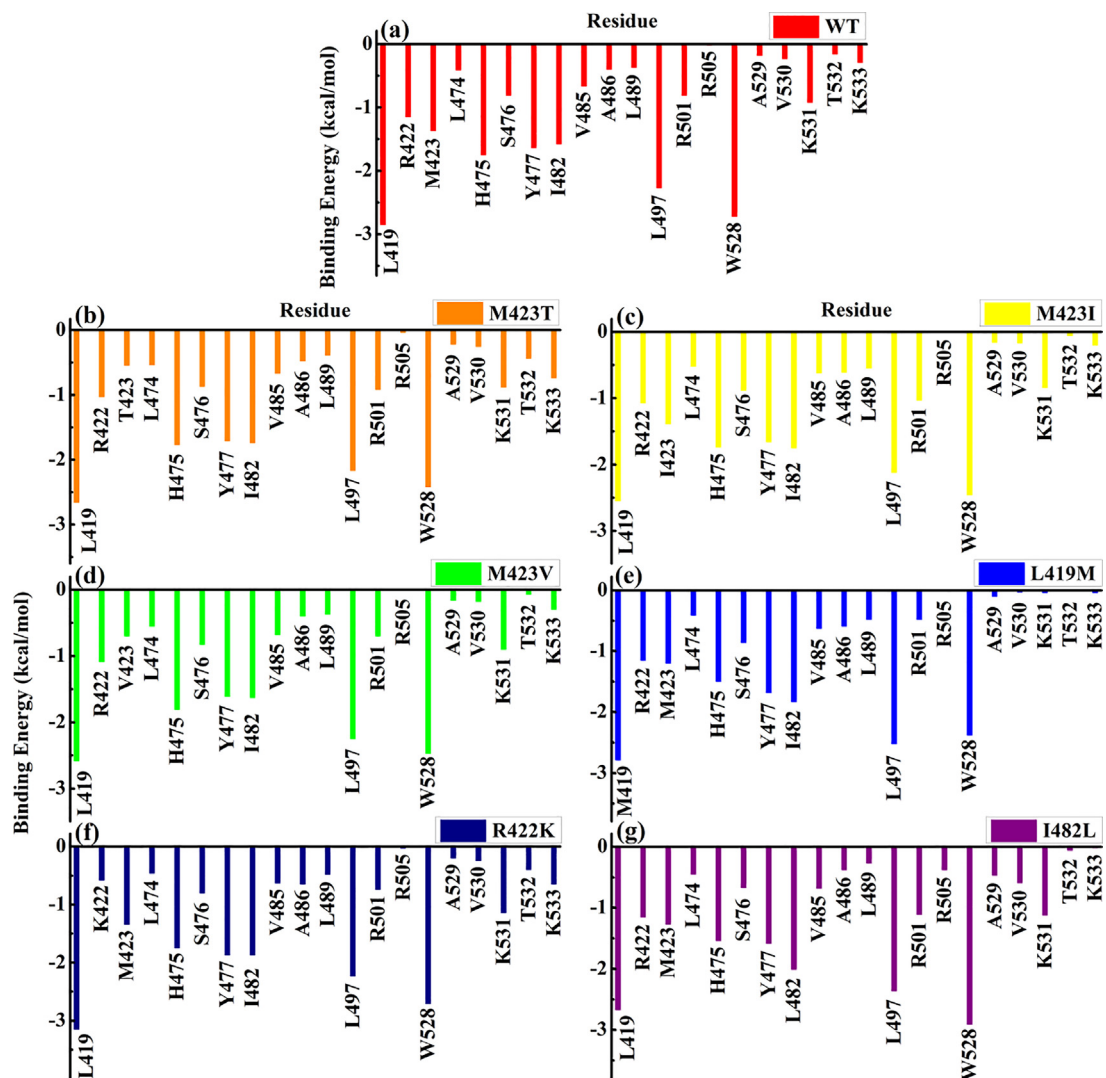 (a)
Residue
WT
Binding Energy (kcal/mol)
0
-1
-2
-3
L419
R422
M423
L474
H475
S476
Y477
I482
V485
A486
L489
L497
R501
R505
W528
A529
V530
K531
T532
K533
(b)
Residue
M423T
0
-1
-2
-3
L419
R422
T423
L474
H475
S476
Y477
I482
V485
A486
L489
L497
R501
R505
W528
A529
V530
K531
T532
K533
(c)
Residue
M423I
0
-1
-2
-3
L419
R422
I423
L474
H475
S476
Y477
I482
V485
A486
L489
L497
R501
R505
W528
A529
V530
K531
T532
K533
Binding Energy (kcal/mol)
(d)
M423V
0
-1
-2
-3
L419
R422
V423
L474
H475
S476
Y477
I482
V485
A486
L489
L497
R501
R505
W528
A529
V530
K531
T532
K533
(e)
L419M
0
-1
-2
-3
M419
R422
M423
L474
H475
S476
Y477
I482
V485
A486
L489
L497
R501
R505
W528
A529
V530
K531
T532
K533
(f)
R422K
0
-1
-2
-3
L419
K422
M423
L474
H475
S476
Y477
I482
V485
A486
L489
L497
R501
R505
W528
A529
V530
K531
T532
K533
(g)
I482L
0
-1
-2
-3
L419
R422
M423
L474
H475
S476
Y477
L482
V485
A486
L489
L497
R501
R505
W528
A529
V530
K531
T532
K533